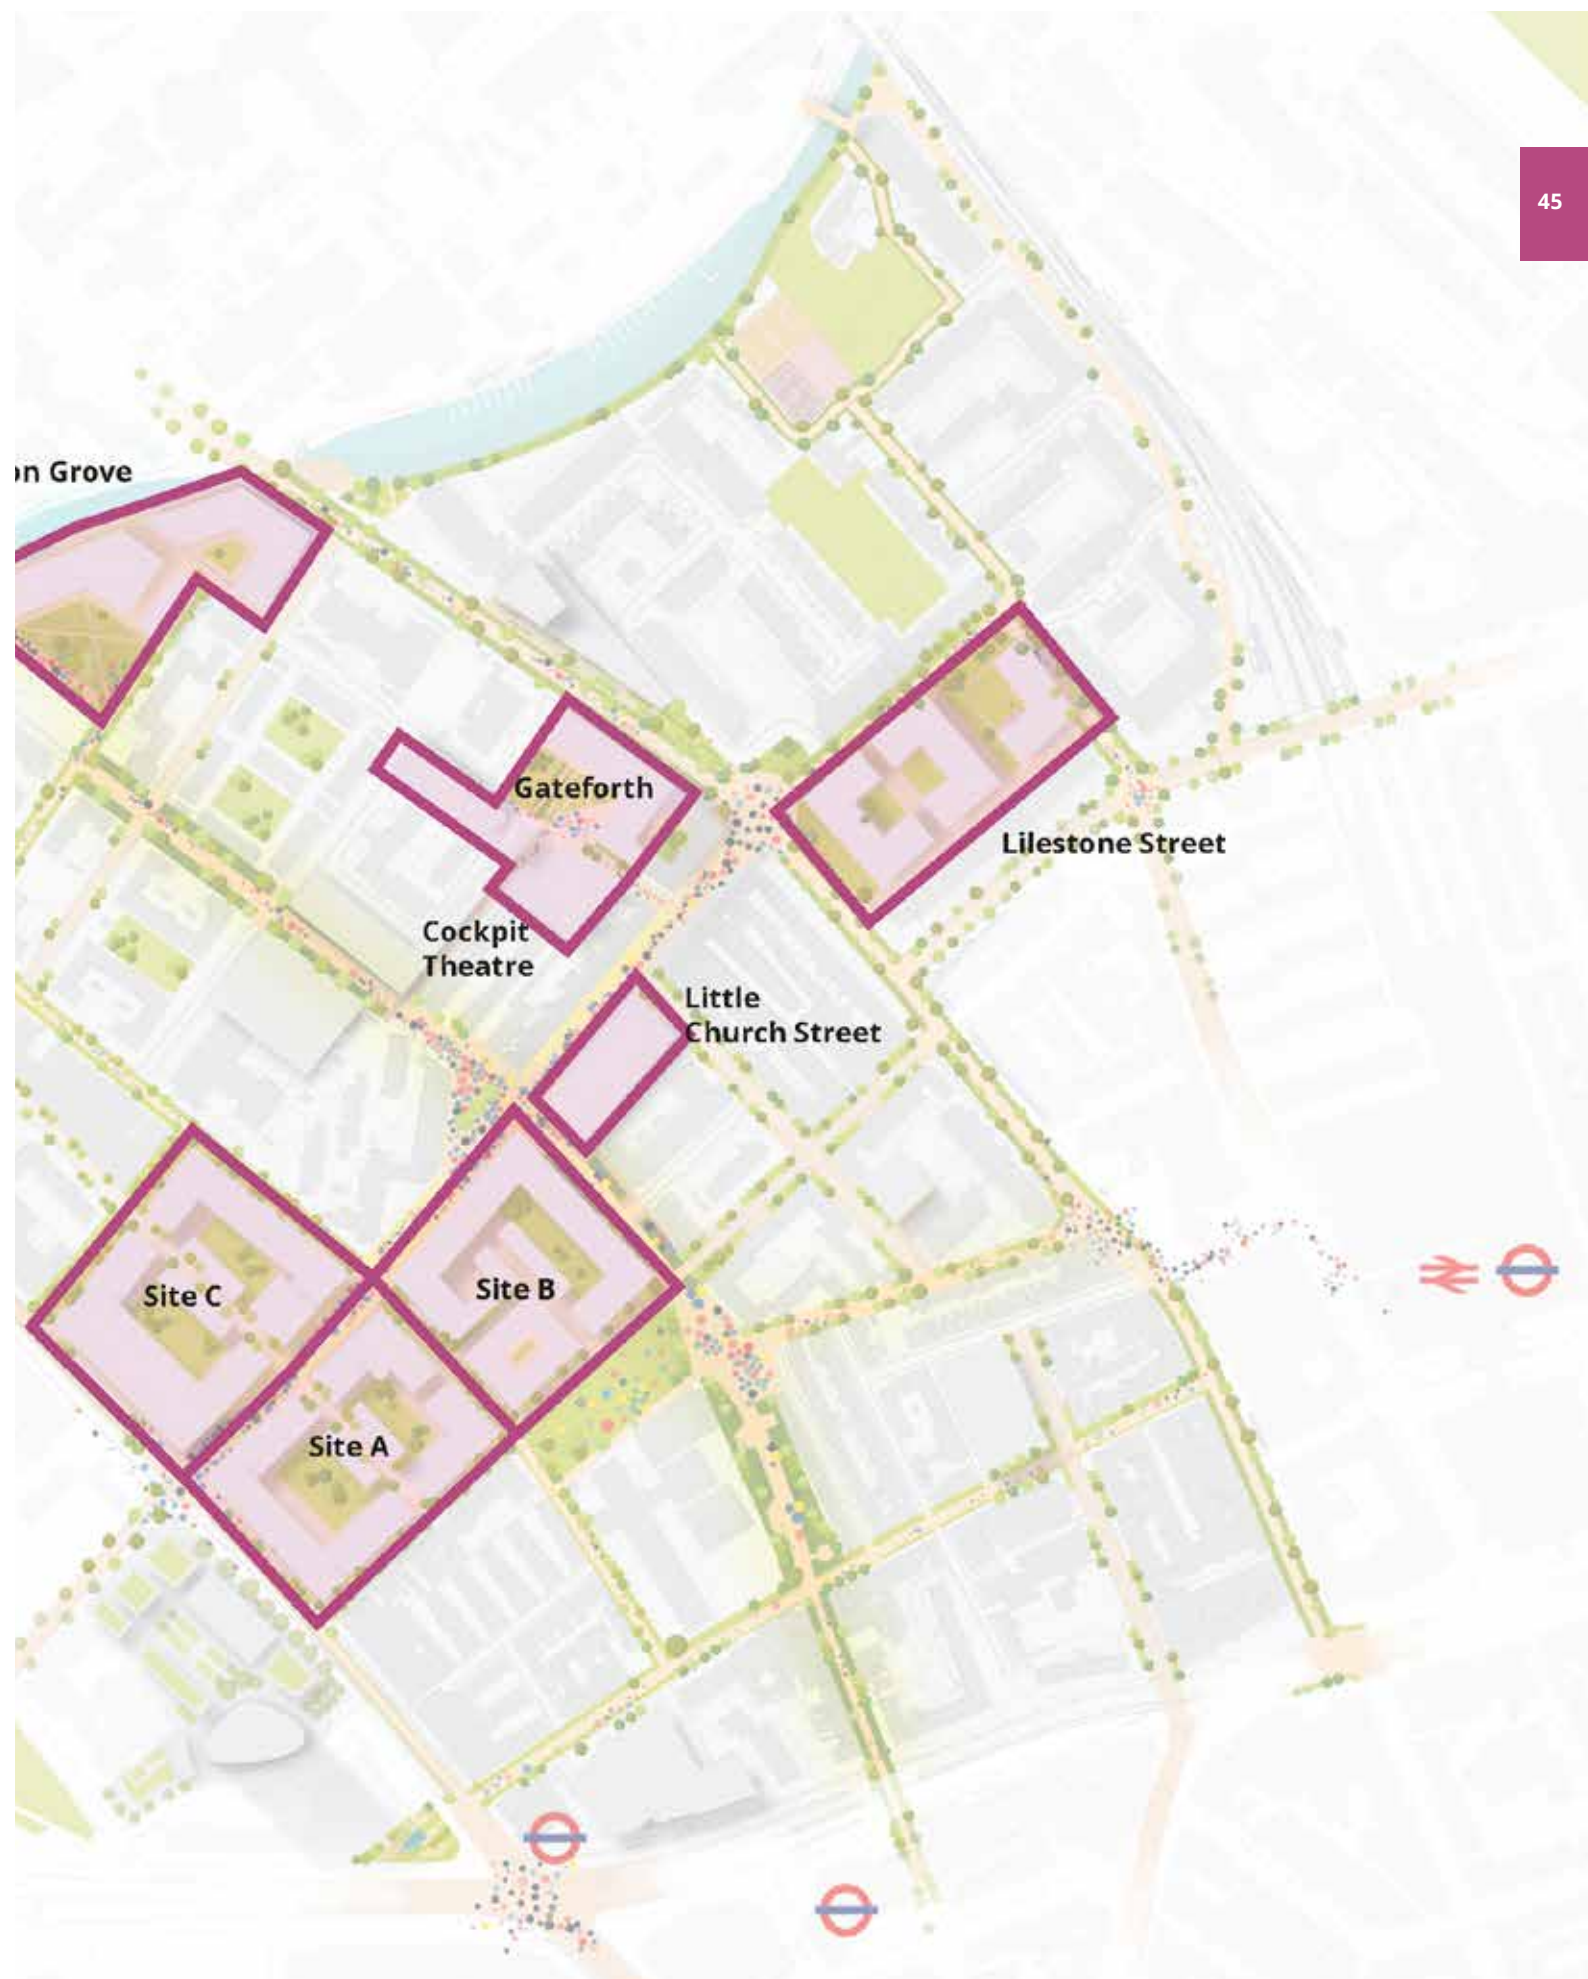 45
on Grove
Gateforth
Lilestone Street
Cockpit
Theatre
Little
Church Street
Site C
Site B
Site A